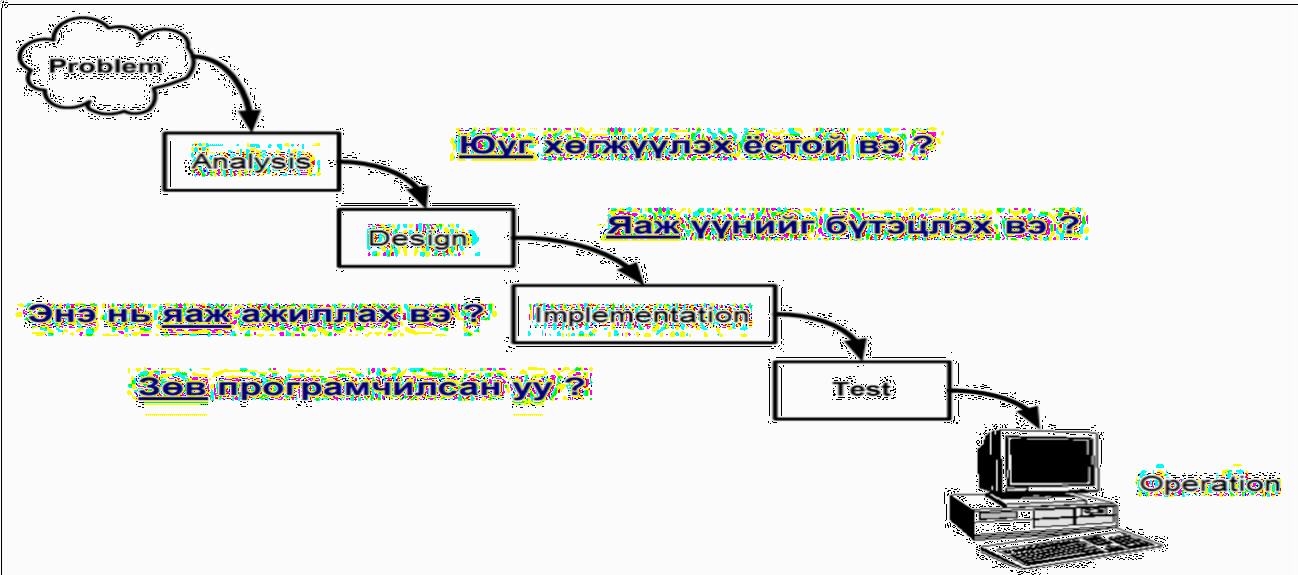 Problem
Analysis
Юуг хөгжүүлэх ёстой вэ ?
Design
Яаж үүнийг бүтэцлэх вэ ?
Энэ нь яаж ажиллах вэ ?
Implementation
Зөв програмчилсан уу ?
Test
Operation